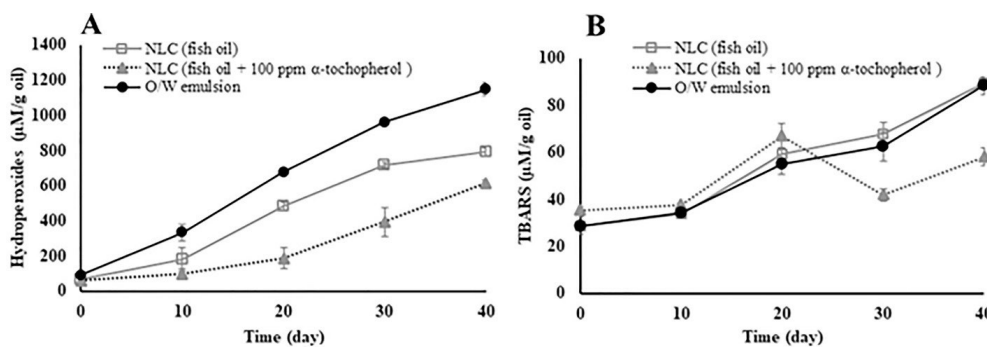 A
NLC (fish oil)
NLC (fish oil + 100 ppm α-tochopherol )
O/W emulsion
Hydroperoxides (µM/g oil)
1400
1200
1000
800
600
400
200
0
0 10 20 30 40
Time (day)
B
NLC (fish oil)
NLC (fish oil + 100 ppm α-tochopherol )
O/W emulsion
TBARS (µM/g oil)
100
80
60
40
20
0
0 10 20 30 40
Time (day)